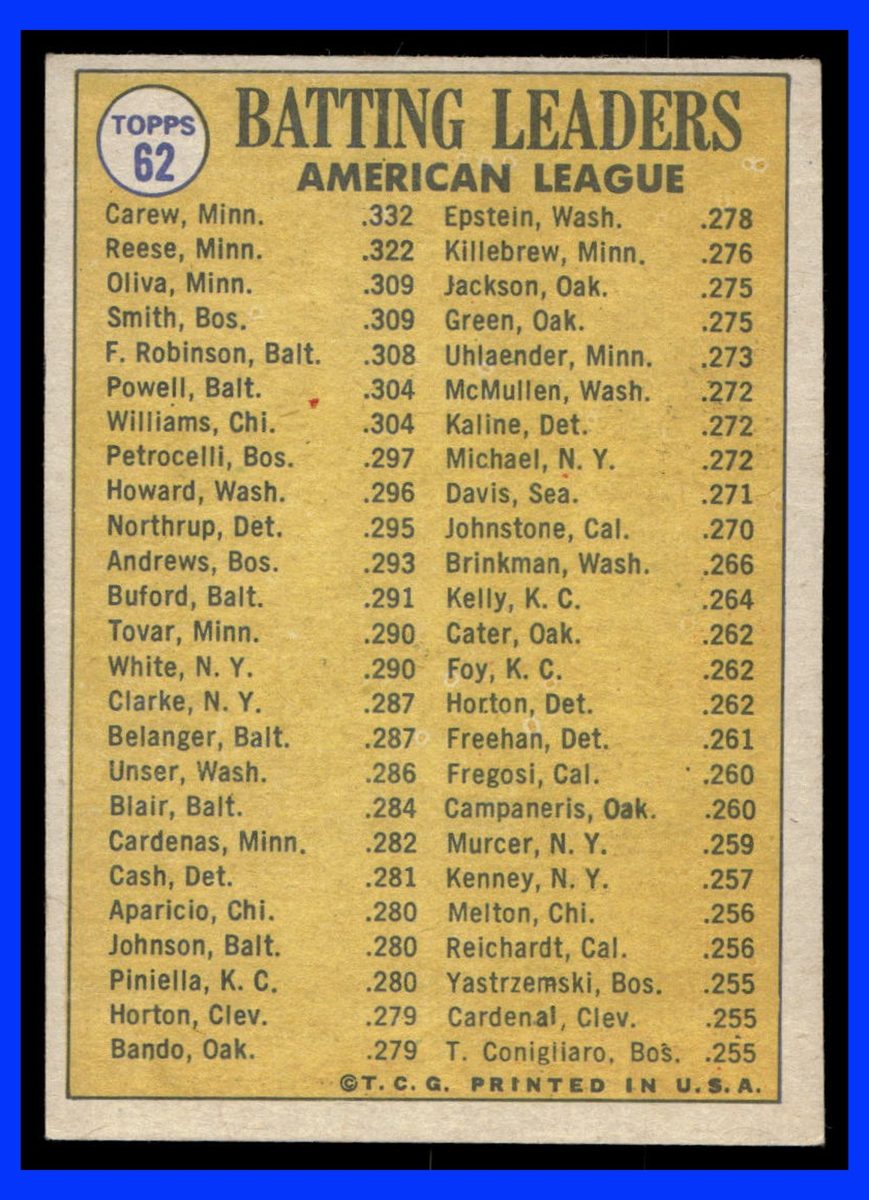 TOPPS
62
BATTING LEADERS
AMERICAN LEAGUE
Carew, Minn. .332
Reese, Minn. .322
Oliva, Minn. .309
Smith, Bos. .309
F. Robinson, Balt. .308
Powell, Balt. .304
Williams, Chi. .304
Petrocelli, Bos. .297
Howard, Wash. .296
Northrup, Det. .295
Andrews, Bos. .293
Buford, Balt. .291
Tovar, Minn. .290
White, N. Y. .290
Clarke, N. Y. .287
Belanger, Balt. .287
Unser, Wash. .286
Blair, Balt. .284
Cardenas, Minn. .282
Cash, Det. .281
Aparicio, Chi. .280
Johnson, Balt. .280
Piniella, K. C. .280
Horton, Clev. .279
Bando, Oak. .279
Epstein, Wash. .278
Killebrew, Minn. .276
Jackson, Oak. .275
Green, Oak. .275
Uhlaender, Minn. .273
McMullen, Wash. .272
Kaline, Det. .272
Michael, N. Y. .272
Davis, Sea. .271
Johnstone, Cal. .270
Brinkman, Wash. .266
Kelly, K. C. .264
Cater, Oak. .262
Foy, K. C. .262
Horton, Det. .262
Freehan, Det. .261
Fregosi, Cal. .260
Campaneris, Oak. .260
Murcer, N. Y. .259
Kenney, N. Y. .257
Melton, Chi. .256
Reichardt, Cal. .256
Yastrzemski, Bos. .255
Cardenal, Clev. .255
T. Conigliaro, Bos. .255
©T. C. G. PRINTED IN U.S.A.